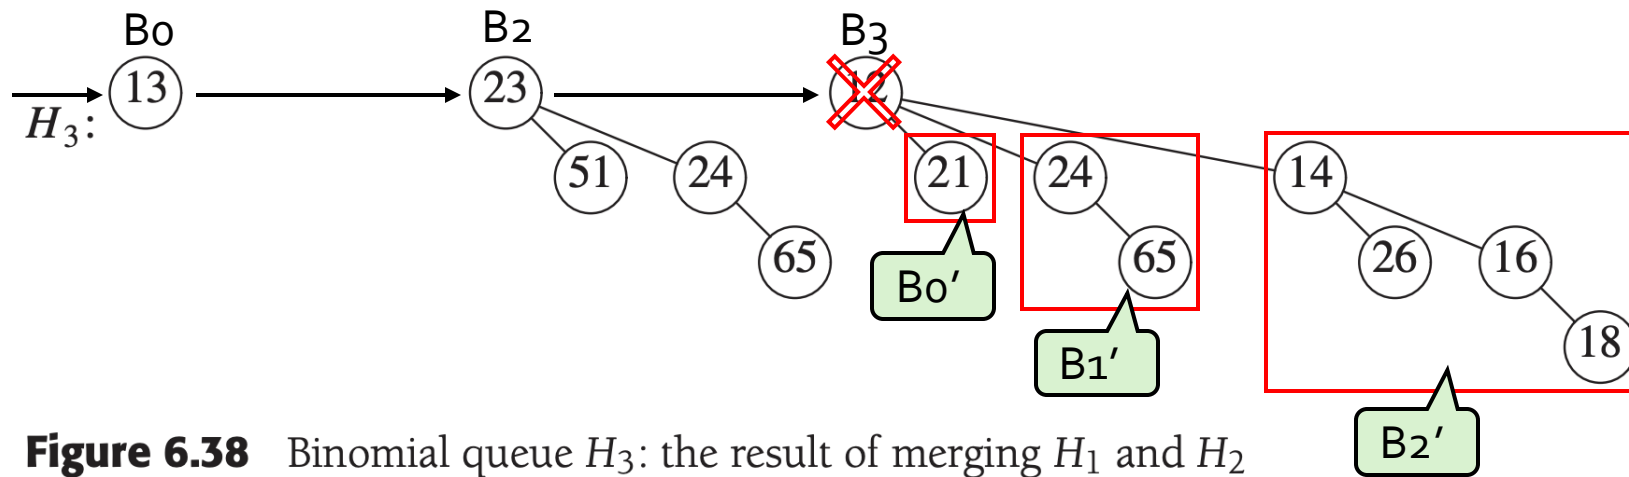 B0 B2 B3
13 23 12
H3:
51 24 21 24 14
65 65 26 16
B0′
18
B1′
B2′
Figure 6.38 Binomial queue H3: the result of merging H1 and H2